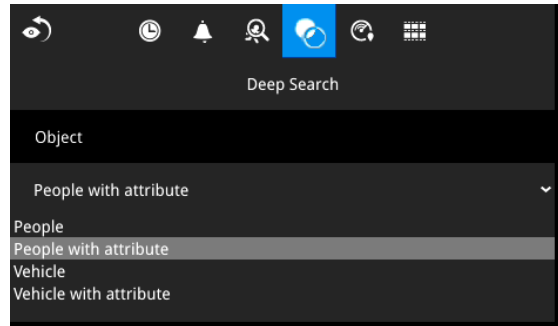 Deep Search
Object
People with attribute
People
People with attribute
Vehicle
Vehicle with attribute